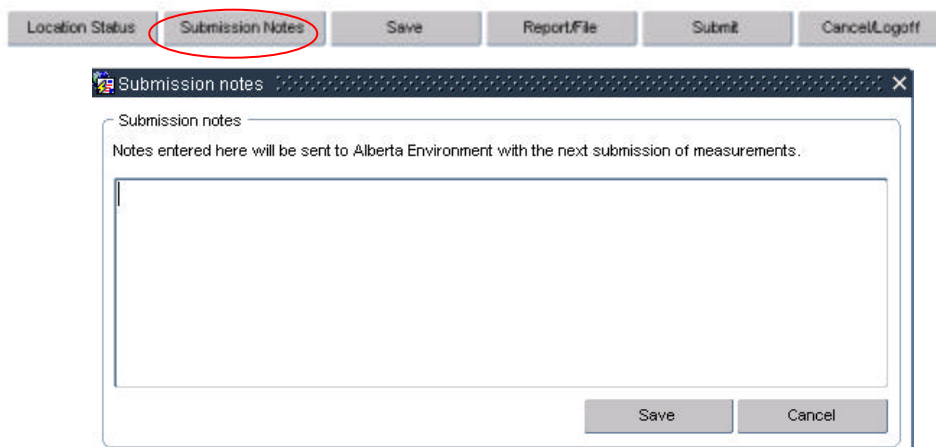 Location Status Submission Notes Save Report/File Submit Cancel/Logoff
Submission notes
Submission notes
Notes entered here will be sent to Alberta Environment with the next submission of measurements.
Save Cancel